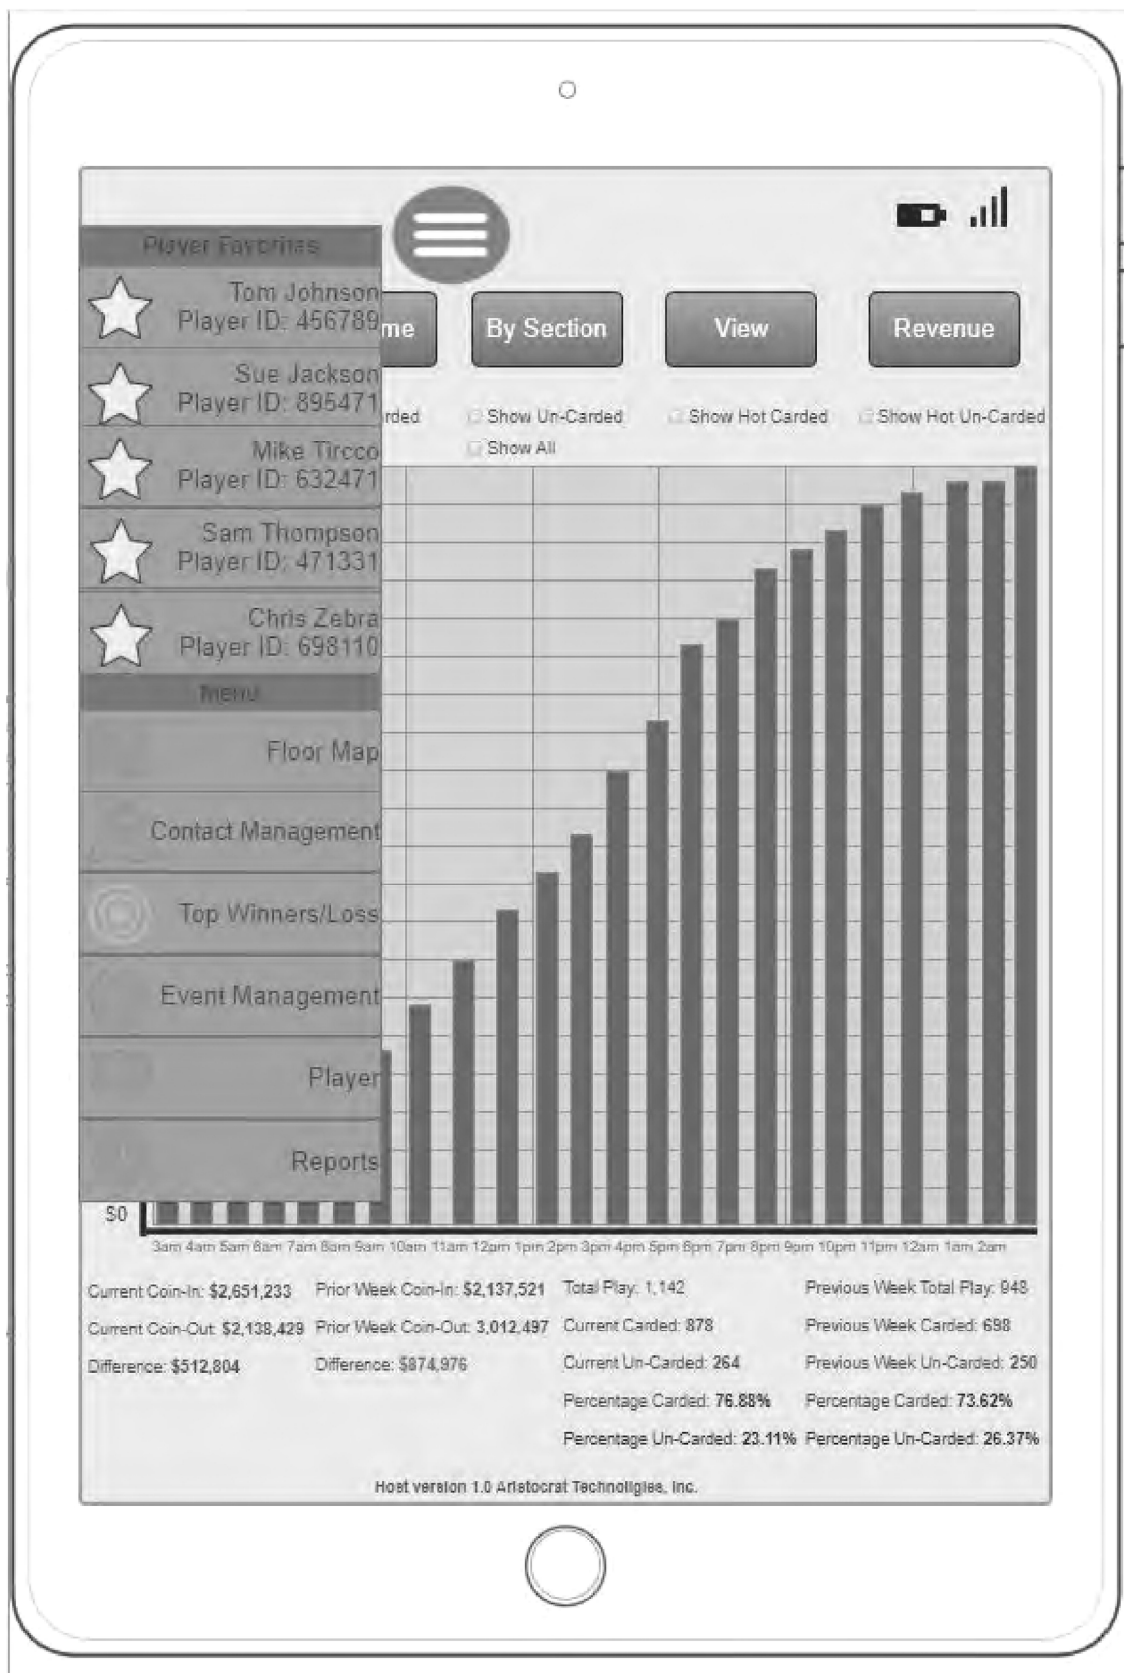 Player Favorites
Tom Johnson
Player ID: 456789
Sue Jackson
Player ID: 895471
Mike Tircco
Player ID: 632471
Sam Thompson
Player ID: 471331
Chris Zebra
Player ID: 698110
Menu
Floor Map
Contact Management
Top Winners/Loss
Event Management
Player
Reports
me
By Section
View
Revenue
rded
Show Un-Carded
Show Hot Carded
Show Hot Un-Carded
Show All
$0
3am 4am 5am 6am 7am 8am 9am 10am 11am 12pm 1pm 2pm 3pm 4pm 5pm 6pm 7pm 8pm 9pm 10pm 11pm 12am 1am 2am
Current Coin-In: $2,651,233
Current Coin-Out: $2,138,429
Difference: $512,804
Prior Week Coin-In: $2,137,521
Prior Week Coin-Out: 3,012,497
Difference: $874,976
Total Play: 1,142
Current Carded: 878
Current Un-Carded: 264
Percentage Carded: 76.88%
Percentage Un-Carded: 23.11%
Previous Week Total Play: 948
Previous Week Carded: 698
Previous Week Un-Carded: 250
Percentage Carded: 73.62%
Percentage Un-Carded: 26.37%
Host version 1.0 Aristocrat Technoligies, Inc.